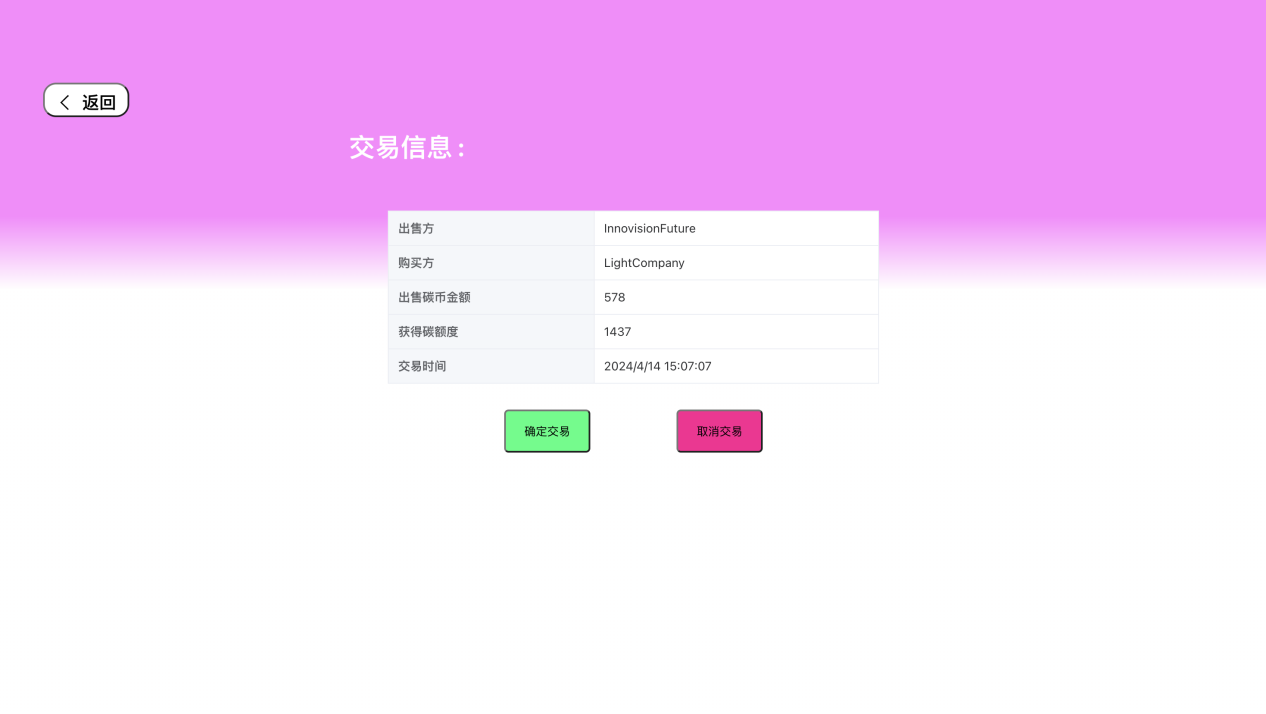 返回
交易信息：
出售方 InnovisionFuture
购买方 LightCompany
出售碳币金额 578
获得碳额度 1437
交易时间 2024/4/14 15:07:07
确定交易 取消交易